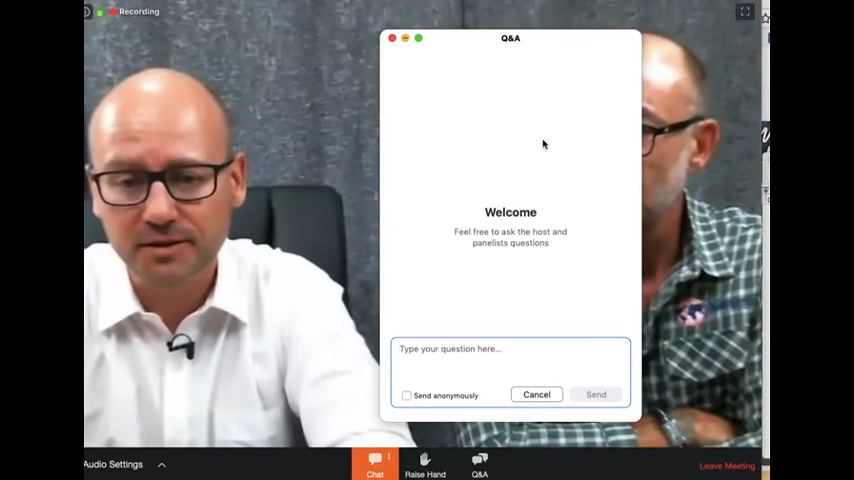 Recording
Q&A
Welcome
Feel free to ask the host and
panelists questions
Type your question here...
Send anonymously
Cancel
Send
Audio Settings
Chat
1
Raise Hand
Q&A
Leave Meeting